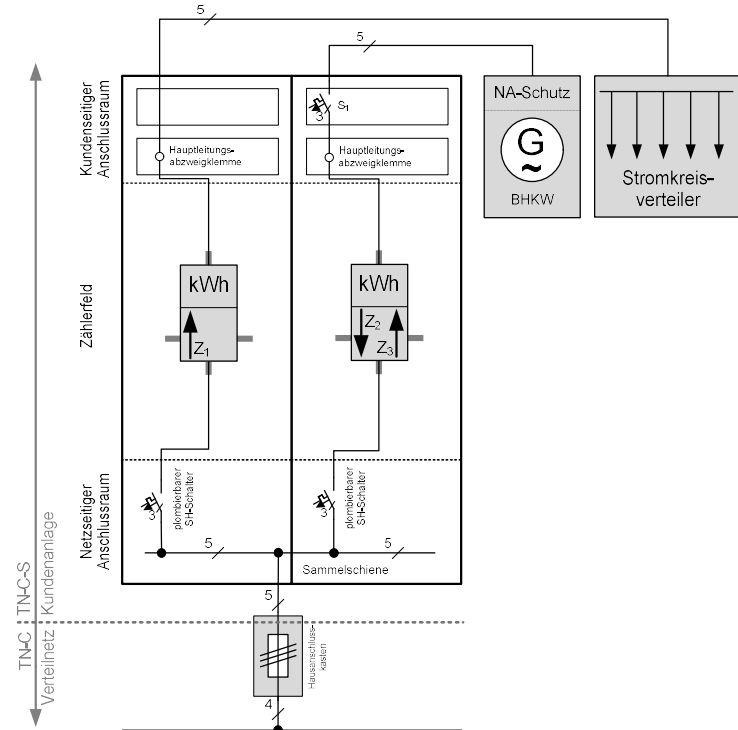 5
5
Kundenseitiger
Anschlussraum
S1
3
NA-Schutz
G
~
BHKW
Stromkreis-
verteiler
Hauptleitungs-
abzweigklemme
Hauptleitungs-
abzweigklemme
Zählerfeld
kWh
Z1
kWh
Z2
Z3
Netzseitiger
Anschlussraum
3
plombierbarer
SH-Schalter
3
plombierbarer
SH-Schalter
5
5
Sammelschiene
TN-C-S
Kundenanlage
5
TN-C
Verteilnetz
Hausanschluss-
kasten
4